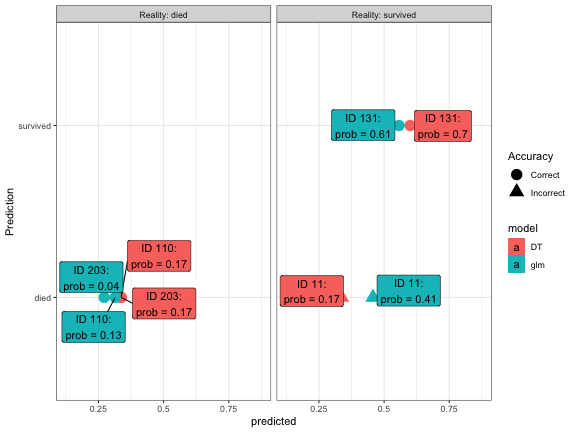 Reality: died
Reality: survived
Prediction
survived
died
ID 131:
prob = 0.61
ID 131:
prob = 0.7
ID 110:
prob = 0.17
ID 203:
prob = 0.04
ID 203:
prob = 0.17
ID 110:
prob = 0.13
ID 11:
prob = 0.17
ID 11:
prob = 0.41
0.25
0.5
0.75
0.25
0.5
0.75
predicted
Accuracy
Correct
Incorrect
model
a DT
a glm